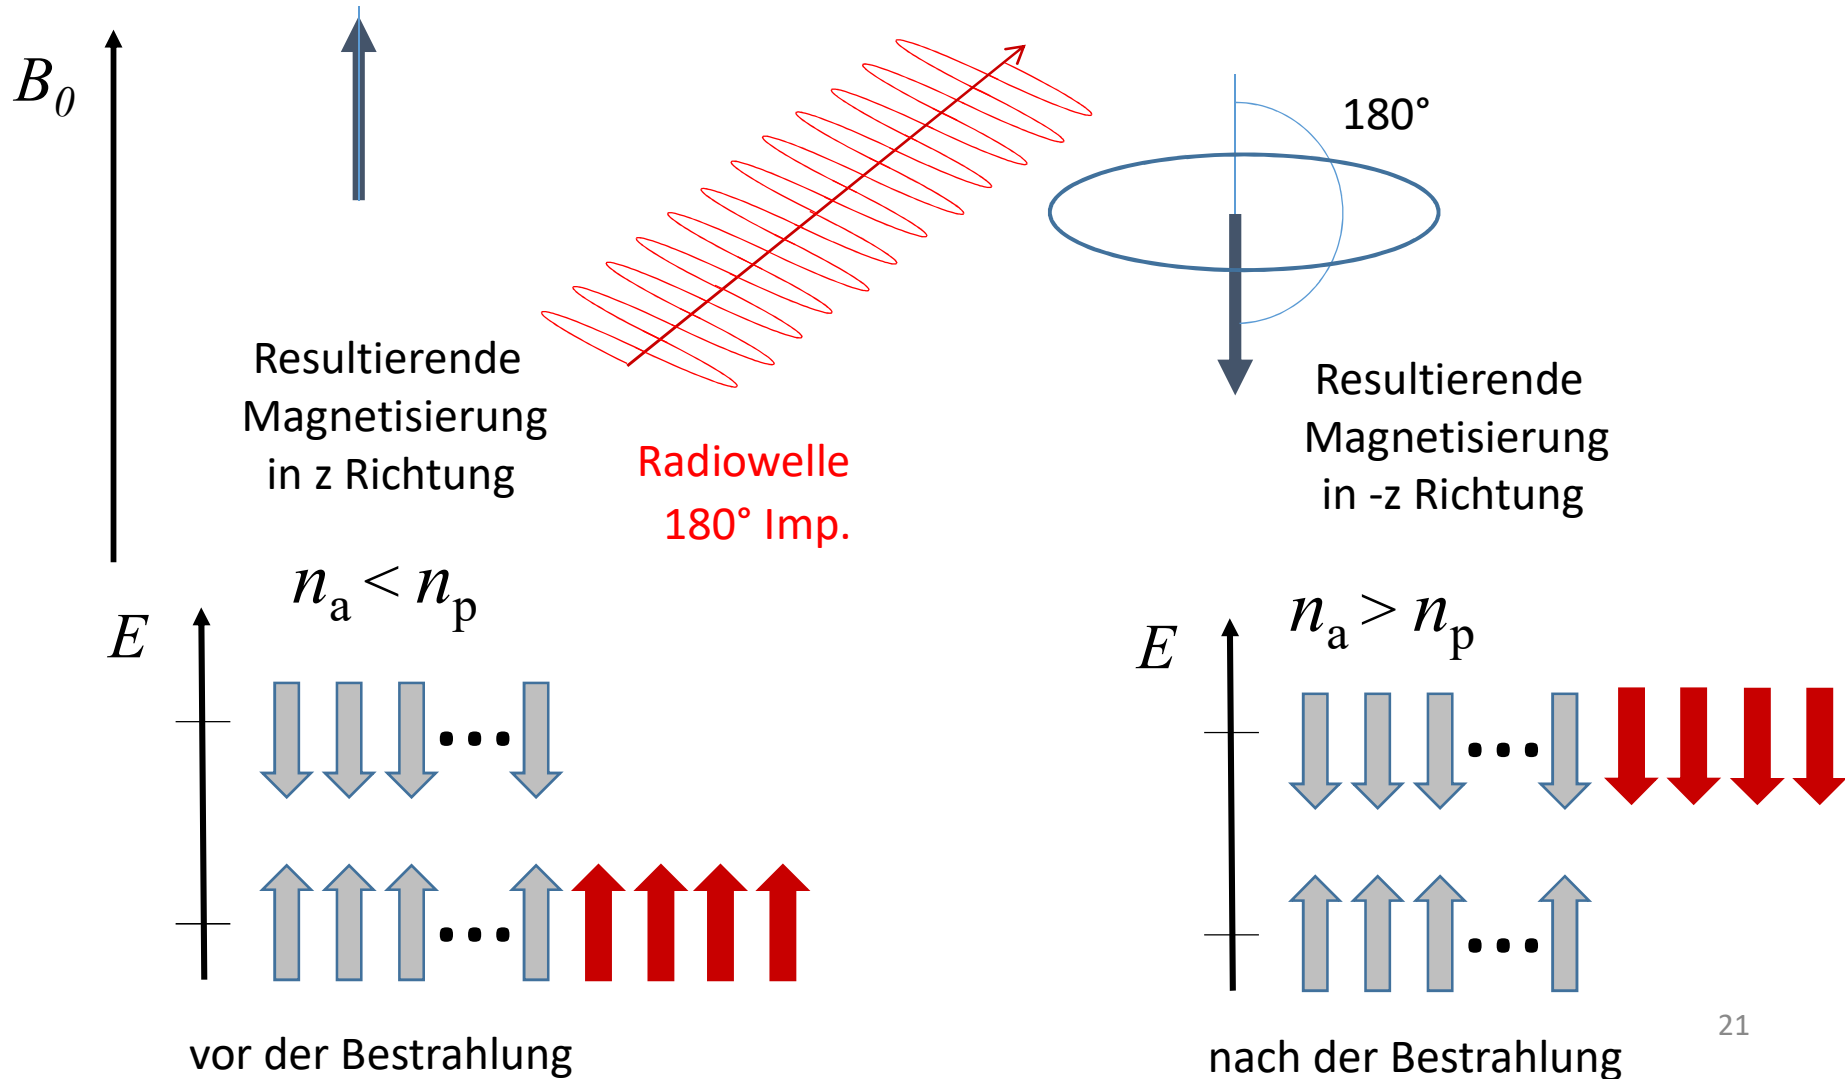 B₀
180°
Resultierende
Magnetisierung
in z Richtung
Radiowelle
180° Imp.
Resultierende
Magnetisierung
in -z Richtung
nₐ < nₚ
E
nₐ > nₚ
E
vor der Bestrahlung
nach der Bestrahlung
21